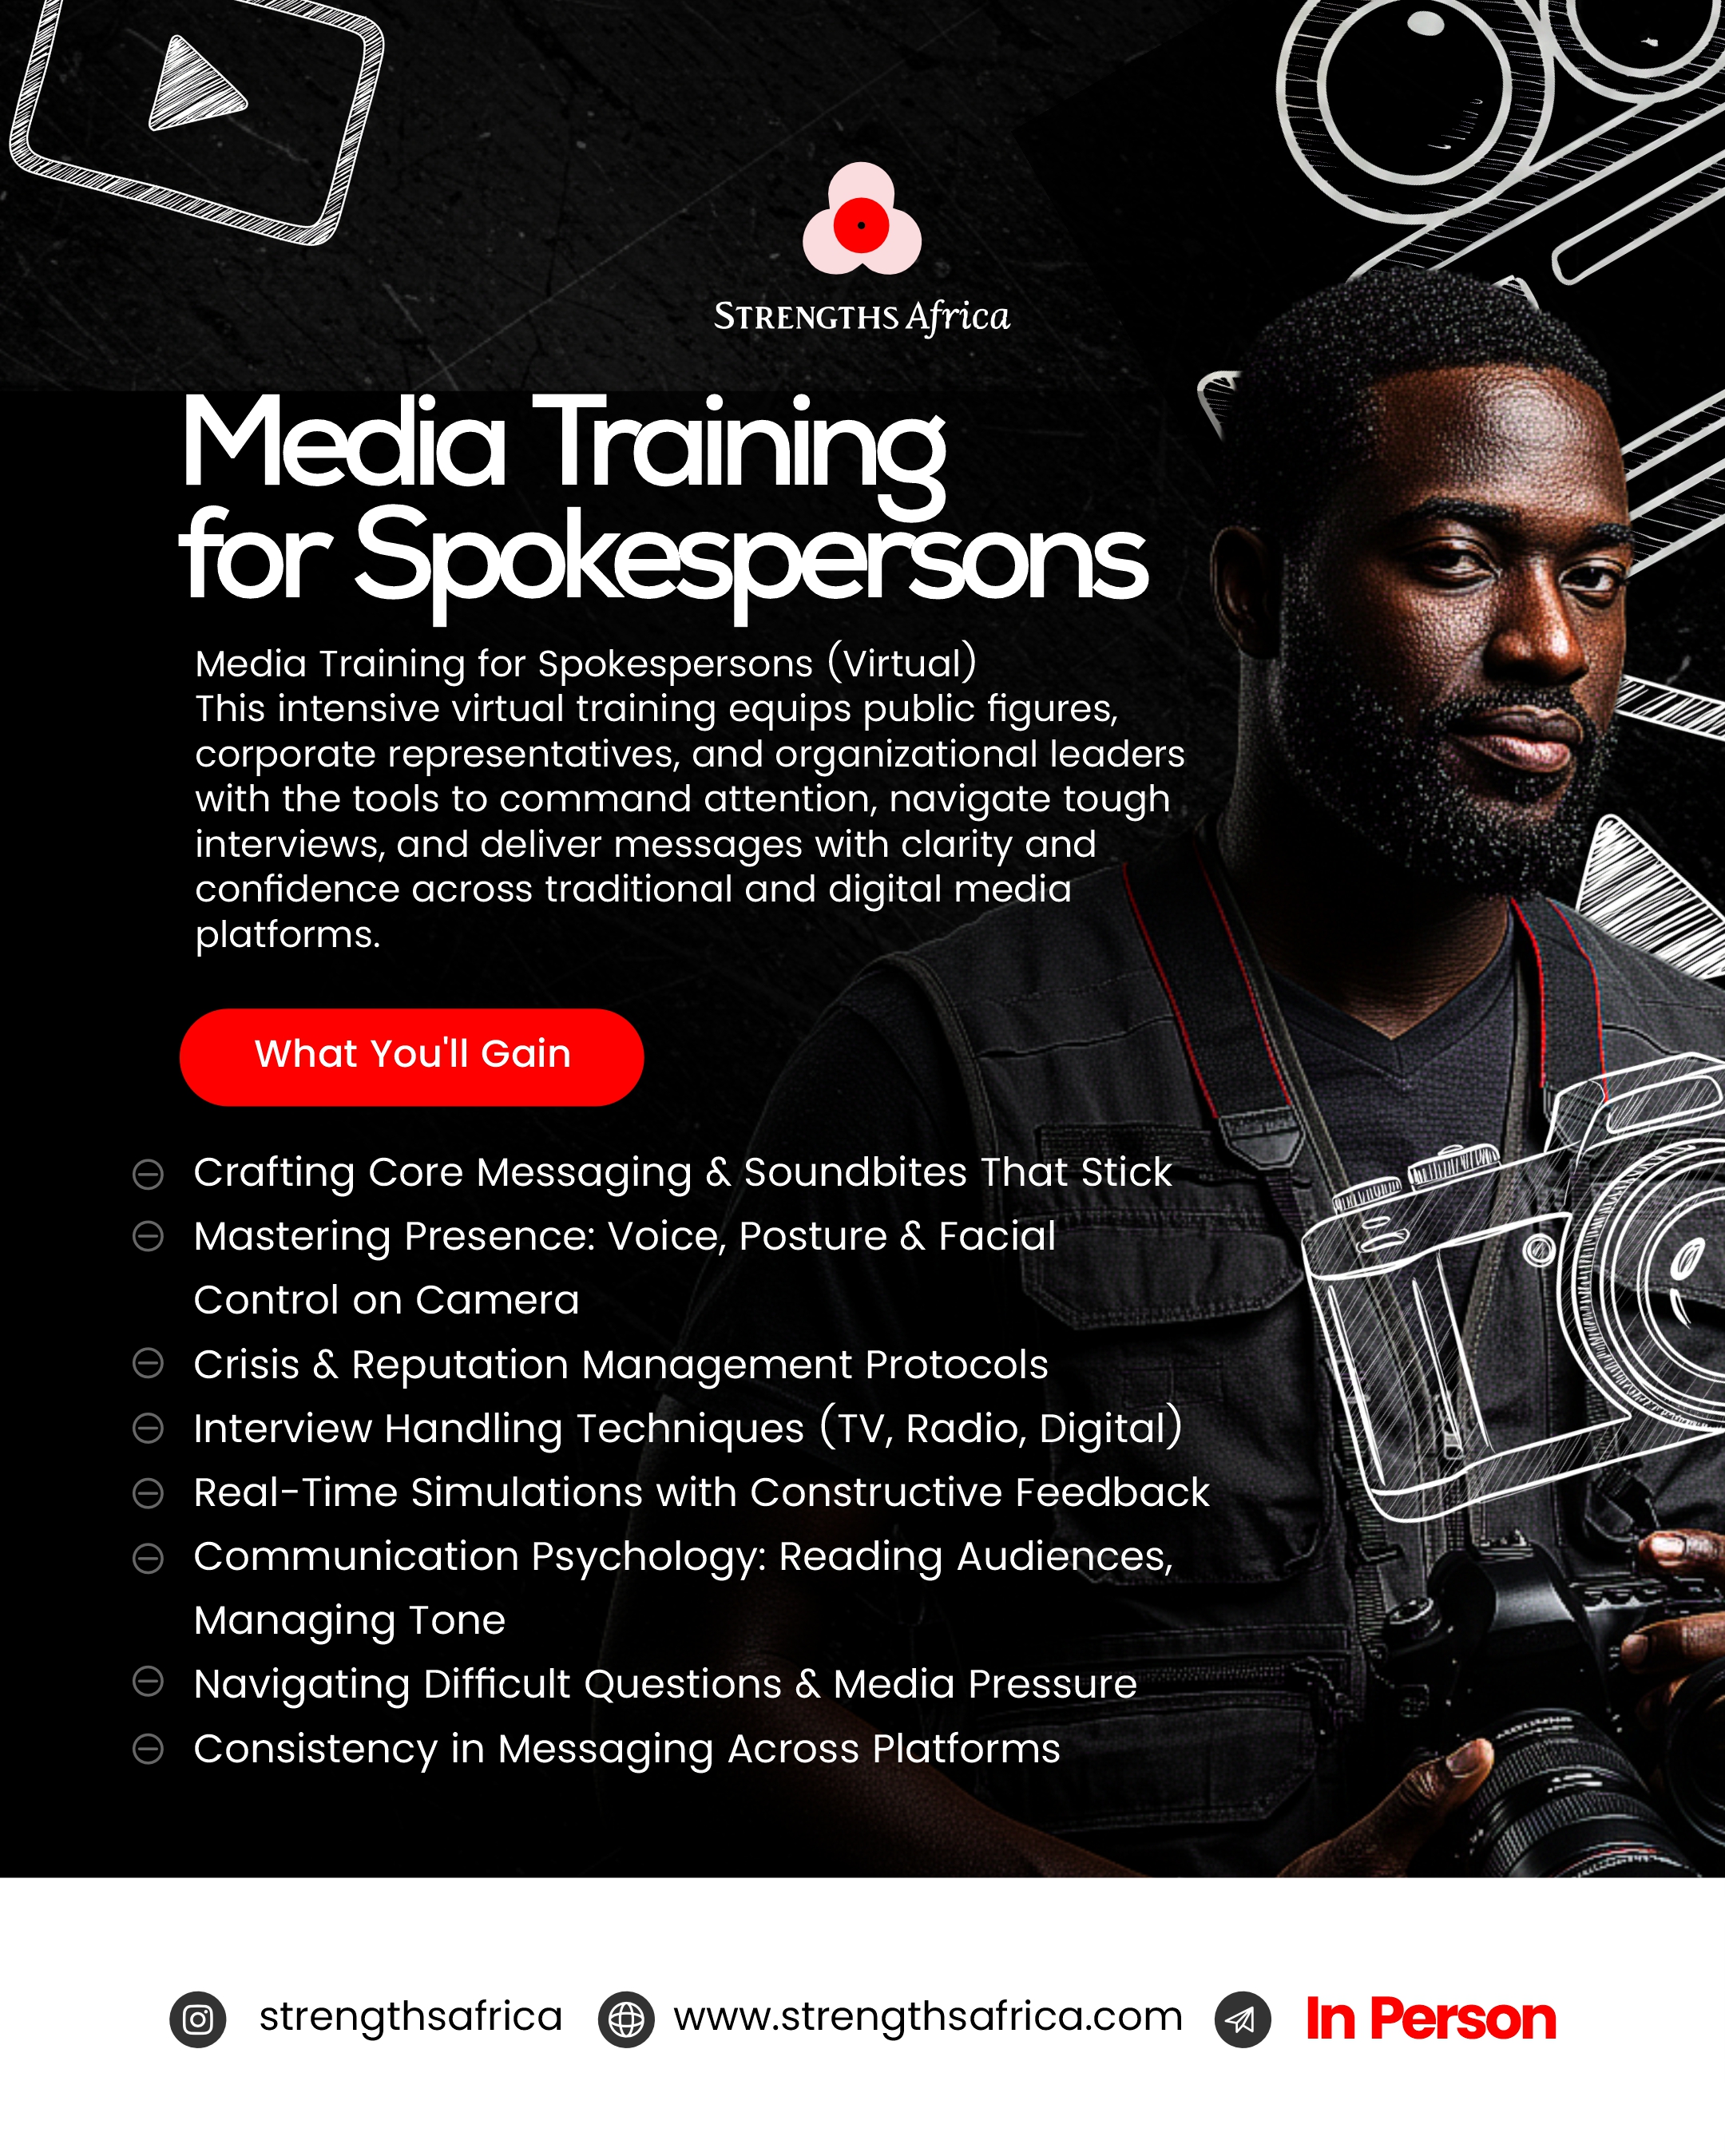 STRENGTHS Africa
Media Training
for Spokespersons
Media Training for Spokespersons (Virtual)
This intensive virtual training equips public figures,
corporate representatives, and organizational leaders
with the tools to command attention, navigate tough
interviews, and deliver messages with clarity and
confidence across traditional and digital media
platforms.
What You'll Gain
Crafting Core Messaging & Soundbites That Stick
Mastering Presence: Voice, Posture & Facial
Control on Camera
Crisis & Reputation Management Protocols
Interview Handling Techniques (TV, Radio, Digital)
Real-Time Simulations with Constructive Feedback
Communication Psychology: Reading Audiences,
Managing Tone
Navigating Difficult Questions & Media Pressure
Consistency in Messaging Across Platforms
strengthsafrica www.strengthsafrica.com In Person